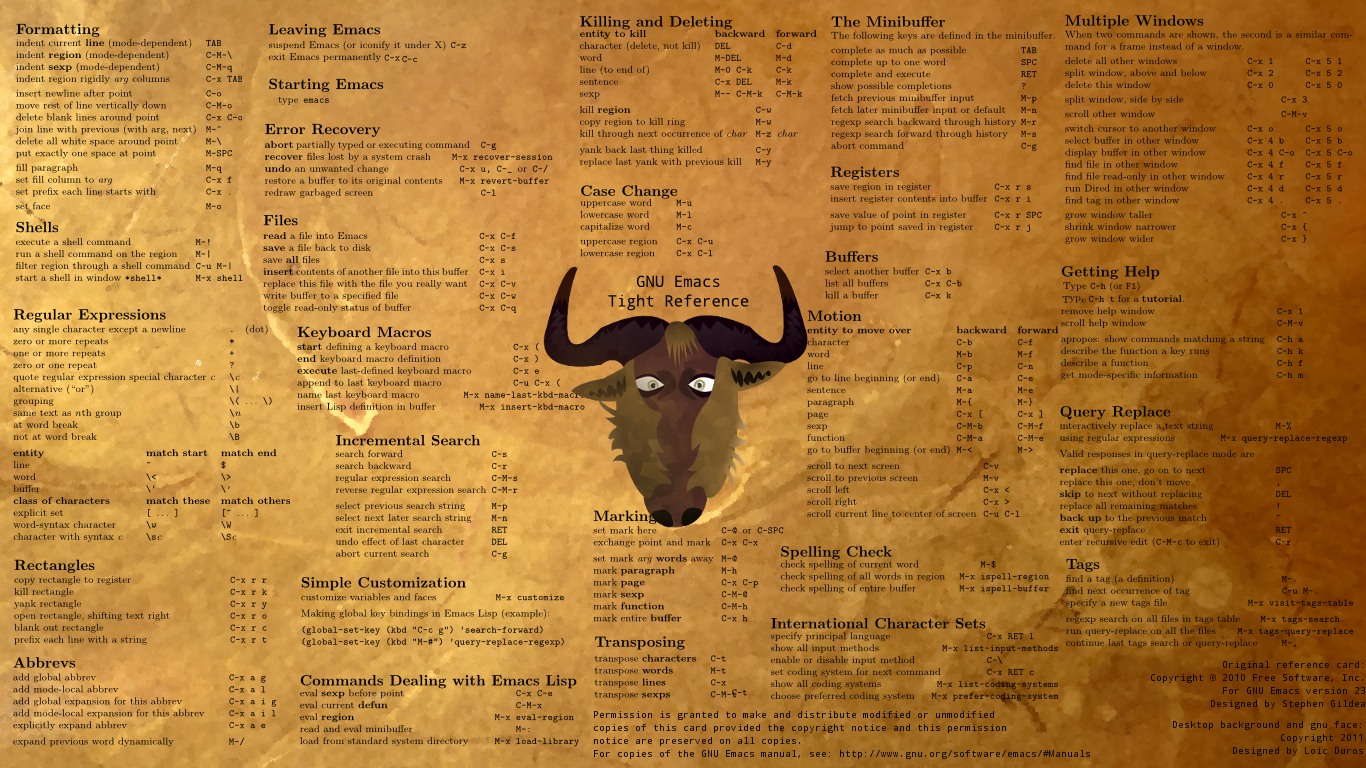 Formatting
indent current line (mode-dependent) TAB
indent region (mode-dependent) C-M-\
indent sexp (mode-dependent) C-M-q
indent region rigidly arg columns C-x TAB
insert newline after point C-o
move rest of line vertically down C-M-o
delete blank lines around point C-x C-o
join line with previous (with arg, next) M-^
delete all white space around point M-\
put exactly one space at point M-SPC
fill paragraph M-q
set fill column to arg C-x f
set prefix each line starts with C-x .
set face M-o
Shells
execute a shell command M-!
run a shell command on the region M-|
filter region through a shell command C-u M-|
start a shell in window *shell* M-x shell
Regular Expressions
any single character except a newline . (dot)
zero or more repeats *
one or more repeats +
zero or one repeat ?
quote regular expression special character c \c
alternative ("or") \|
grouping \( ... \)
same text as nth group \n
at word break \b
not at word break \B
entity match start match end
line ^ $
word \< \>
buffer \` \'
class of characters match these match others
explicit set [ ... ] [^ ... ]
word-syntax character \w \W
character with syntax c \sc \Sc
Rectangles
copy rectangle to register C-x r r
kill rectangle C-x r k
yank rectangle C-x r y
open rectangle, shifting text right C-x r o
blank out rectangle C-x r c
prefix each line with a string C-x r t
Abbrevs
add global abbrev C-x a g
add mode-local abbrev C-x a l
add global expansion for this abbrev C-x a i g
add mode-local expansion for this abbrev C-x a i l
explicitly expand abbrev C-x a e
expand previous word dynamically M-/
Leaving Emacs
suspend Emacs (or iconify it under X) C-z
exit Emacs permanently C-x C-c
Starting Emacs
type emacs
Error Recovery
abort partially typed or executing command C-g
recover files lost by a system crash M-x recover-session
undo an unwanted change C-x u, C-_ or C-/
restore a buffer to its original contents M-x revert-buffer
redraw garbaged screen C-l
Files
read a file into Emacs C-x C-f
save a file back to disk C-x C-s
save all files C-x s
insert contents of another file into this buffer C-x i
replace this file with the file you really want C-x C-v
write buffer to a specified file C-x C-w
toggle read-only status of buffer C-x C-q
Keyboard Macros
start defining a keyboard macro C-x (
end keyboard macro definition C-x )
execute last-defined keyboard macro C-x e
append to last keyboard macro C-u C-x (
name last keyboard macro M-x name-last-kbd-macro
insert Lisp definition in buffer M-x insert-kbd-macro
Incremental Search
search forward C-s
search backward C-r
regular expression search C-M-s
reverse regular expression search C-M-r
select previous search string M-p
select next later search string M-n
exit incremental search RET
undo effect of last character DEL
abort current search C-g
Simple Customization
customize variables and faces M-x customize
Making global key bindings in Emacs Lisp (example):
(global-set-key (kbd "C-c g") 'search-forward)
(global-set-key (kbd "M-#") 'query-replace-regexp)
Commands Dealing with Emacs Lisp
eval sexp before point C-x C-e
eval current defun C-M-x
eval region M-x eval-region
read and eval minibuffer M-:
load from standard system directory M-x load-library
Killing and Deleting
entity to kill backward forward
character (delete, not kill) DEL C-d
word M-DEL M-d
line (to end of) M-0 C-k C-k
sentence C-x DEL M-k
sexp M-- C-M-k C-M-k
kill region C-w
copy region to kill ring M-w
kill through next occurrence of char M-z char
yank back last thing killed C-y
replace last yank with previous kill M-y
Case Change
uppercase word M-u
lowercase word M-l
capitalize word M-c
uppercase region C-x C-u
lowercase region C-x C-l
GNU Emacs
Tight Reference
Marking
set mark here C-@ or C-SPC
exchange point and mark C-x C-x
set mark arg words away M-@
mark paragraph M-h
mark page C-x C-p
mark sexp C-M-@
mark function C-M-h
mark entire buffer C-x h
Transposing
transpose characters C-t
transpose words M-t
transpose lines C-x
transpose sexps C-M-C-t
The Minibuffer
The following keys are defined in the minibuffer.
complete as much as possible TAB
complete up to one word SPC
complete and execute RET
show possible completions ?
fetch previous minibuffer input M-p
fetch later minibuffer input or default M-n
regexp search backward through history M-r
regexp search forward through history M-s
abort command C-g
Registers
save region in register C-x r s
insert register contents into buffer C-x r i
save value of point in register C-x r SPC
jump to point saved in register C-x r j
Buffers
select another buffer C-x b
list all buffers C-x C-b
kill a buffer C-x k
Motion
entity to move over backward forward
character C-b C-f
word M-b M-f
line C-p C-n
go to line beginning (or end) C-a C-e
sentence M-a M-e
paragraph M-{ M-}
page C-x [ C-x ]
sexp C-M-b C-M-f
function C-M-a C-M-e
go to buffer beginning (or end) M-< M->
scroll to next screen C-v
scroll to previous screen M-v
scroll left C-x <
scroll right C-x >
scroll current line to center of screen C-u C-l
Spelling Check
check spelling of current word M-$
check spelling of all words in region M-x ispell-region
check spelling of entire buffer M-x ispell-buffer
International Character Sets
specify principal language C-x RET l
show all input methods M-x list-input-methods
enable or disable input method C-\
set coding system for next command C-x RET c
show all coding systems M-x list-coding-systems
choose preferred coding system M-x prefer-coding-system
Multiple Windows
When two commands are shown, the second is a similar com-
mand for a frame instead of a window.
delete all other windows C-x 1 C-x 5 1
split window, above and below C-x 2 C-x 5 2
delete this window C-x 0 C-x 5 0
split window, side by side C-x 3
scroll other window C-M-v
switch cursor to another window C-x o C-x 5 o
select buffer in other window C-x 4 b C-x 5 b
display buffer in other window C-x 4 C-o C-x 5 C-o
find file in other window C-x 4 f C-x 5 f
find file read-only in other window C-x 4 r C-x 5 r
run Dired in other window C-x 4 d C-x 5 d
find tag in other window C-x 4 . C-x 5 .
grow window taller C-x ^
shrink window narrower C-x {
grow window wider C-x }
Getting Help
Type C-h (or F1)
TYPe C-h t for a tutorial.
remove help window C-x 1
scroll help window C-M-v
apropos: show commands matching a string C-h a
describe the function a key runs C-h k
describe a function C-h f
get mode-specific information C-h m
Query Replace
interactively replace a text string M-%
using regular expressions M-x query-replace-regexp
Valid responses in query-replace mode are
replace this one, go on to next SPC
replace this one, don't move ,
skip to next without replacing DEL
replace all remaining matches !
back up to the previous match ^
exit query-replace RET
enter recursive edit (C-M-c to exit) C-r
Tags
find a tag (a definition) M-.
find next occurrence of tag C-u M-.
specify a new tags file M-x visit-tags-table
regexp search on all files in tags table M-x tags-search
run query-replace on all the files M-x tags-query-replace
continue last tags search or query-replace M-,
Original reference card:
Copyright © 2010 Free Software, Inc.
For GNU Emacs version 23
Designed by Stephen Gildea
Desktop background and gnu face:
Copyright 2011
Designed by Loic Duros
Permission is granted to make and distribute modified or unmodified
copies of this card provided the copyright notice and this permission
notice are preserved on all copies.
For copies of the GNU Emacs manual, see: http://www.gnu.org/software/emacs/#Manuals